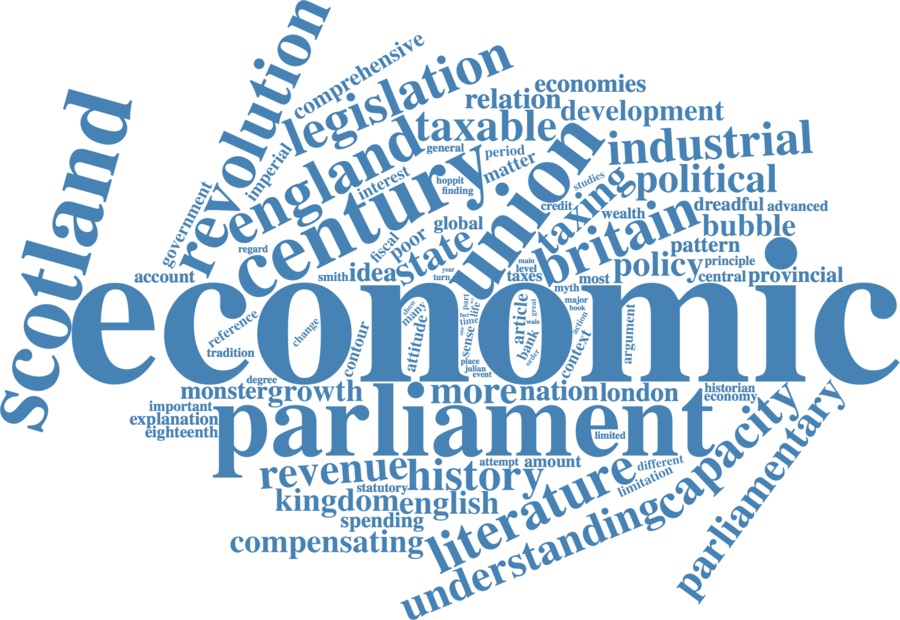 comprehensive
revolution
legislation
economies
relation
development
scotland
taxable
industrial
england
imperial
general
period
matter
century
union
political
government
interest
hoppit
finding
studies
taxing
credit
wealth
britain
dreadful
advanced
bubble
global
fiscal
poor
state
regard
pattern
account
smith
idea
turn
year
main
level
taxes
myth
most
policy
principle
central
provincial
economic
reference
tradition
change
contour
show
many
attitude
part
fact
time
life
sense
place
julian
event
article
great
wale
bank
order
major
book
action
context
argument
degree
monster
growth
more
nation
london
historian
economy
important
explanation
eighteenth
parliament
limited
capacity
parliamentary
revenue
history
attempt
amount
different
limitation
statutory
literature
kingdom
english
spending
understanding
compensating